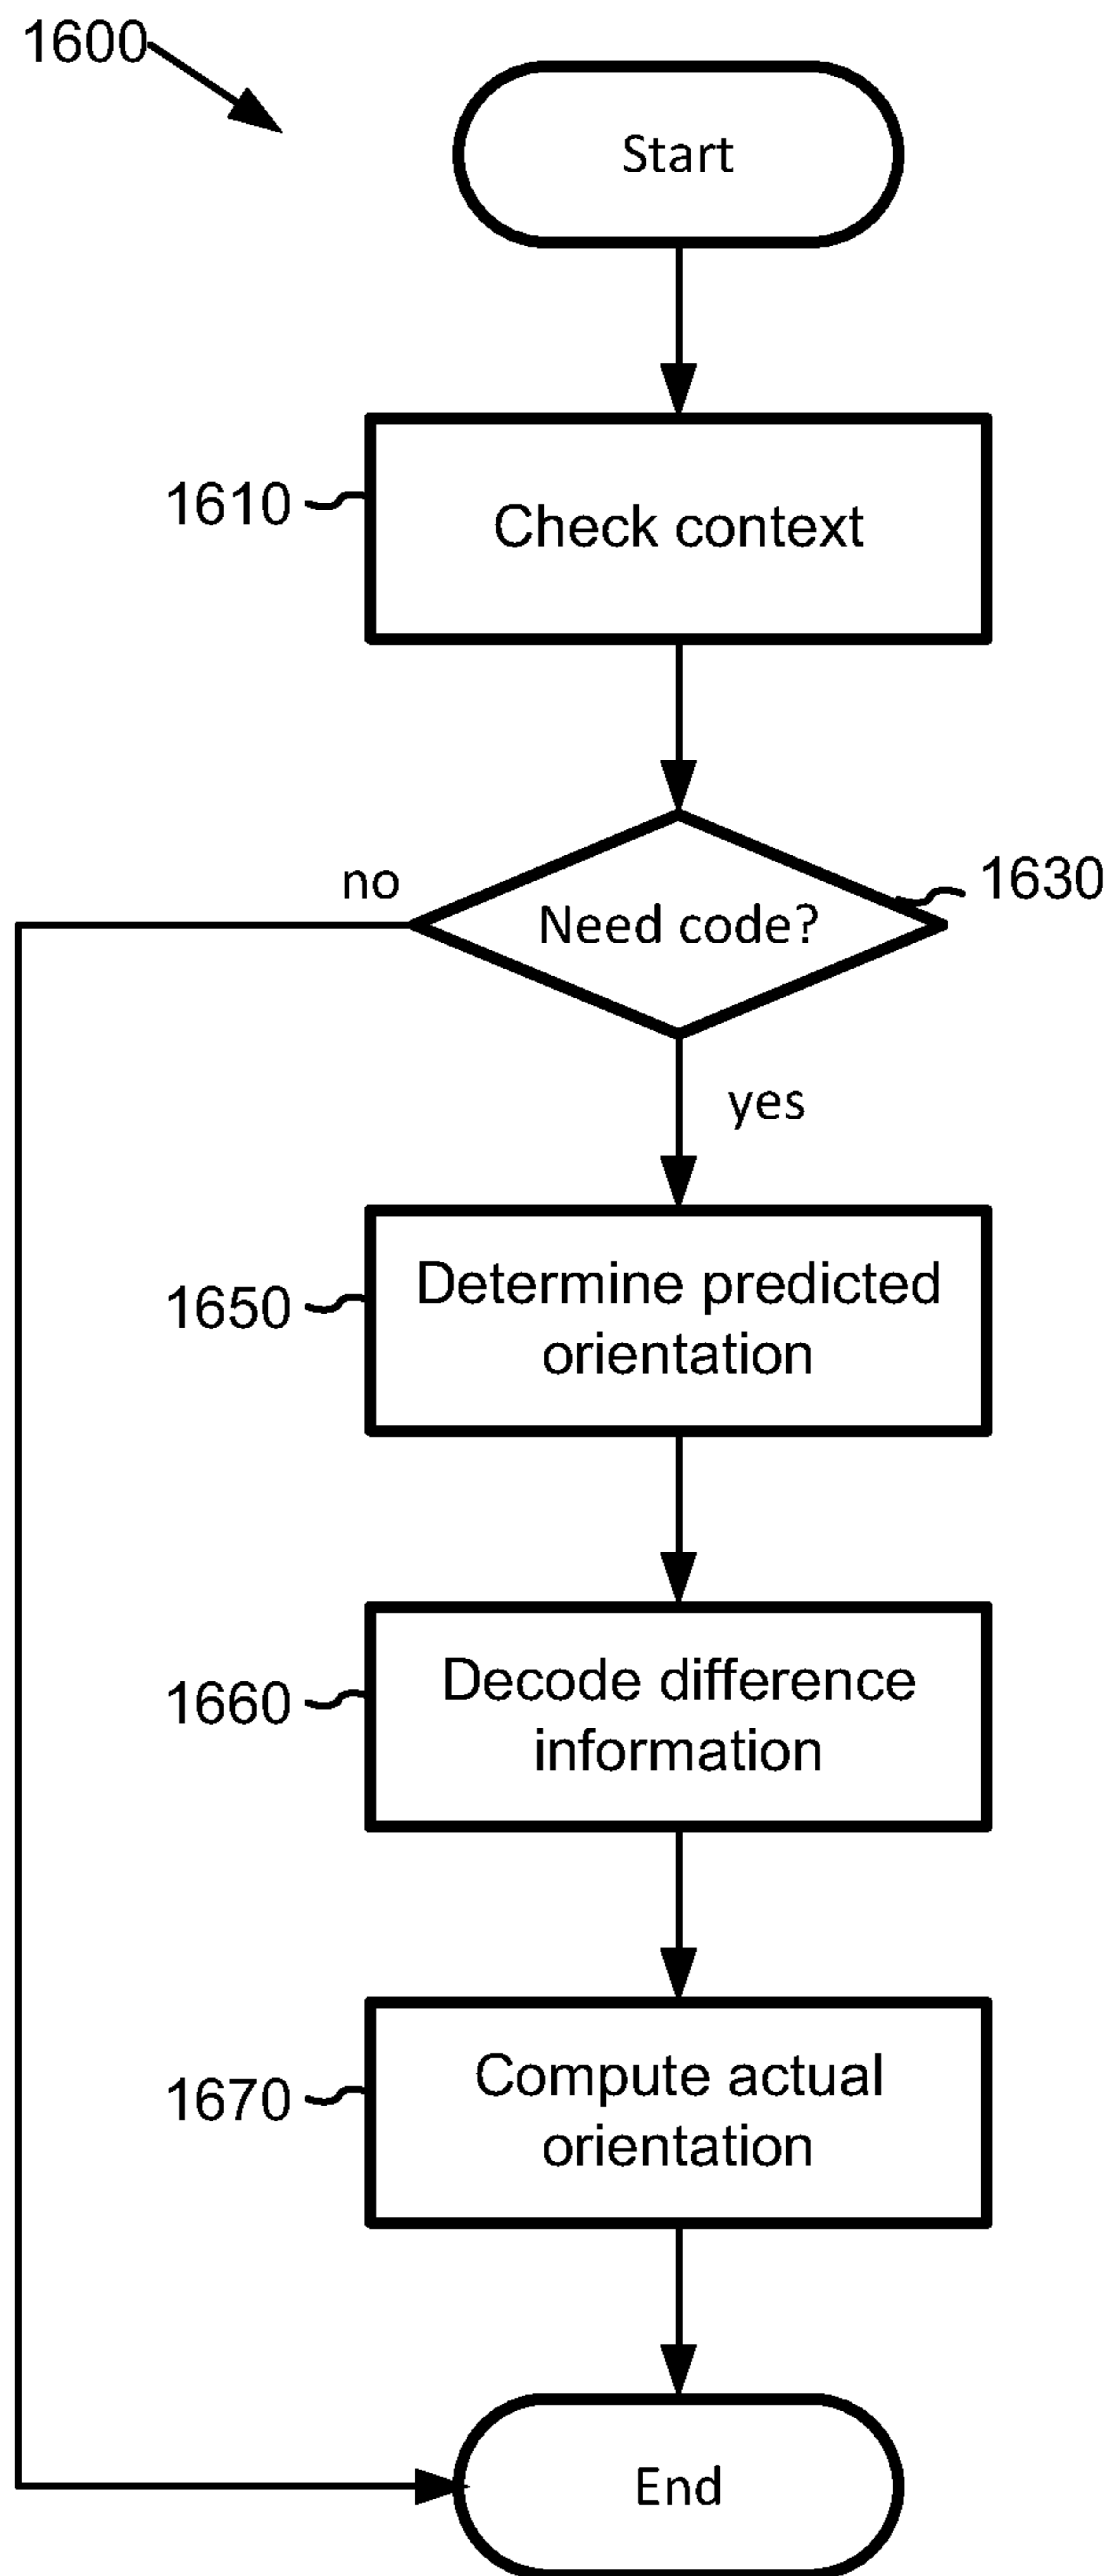 1600
Start
1610
Check context
no
1630
Need code?
yes
Determine predicted
1650
orientation
Decode difference
1660
information
Compute actual
1670
orientation
End